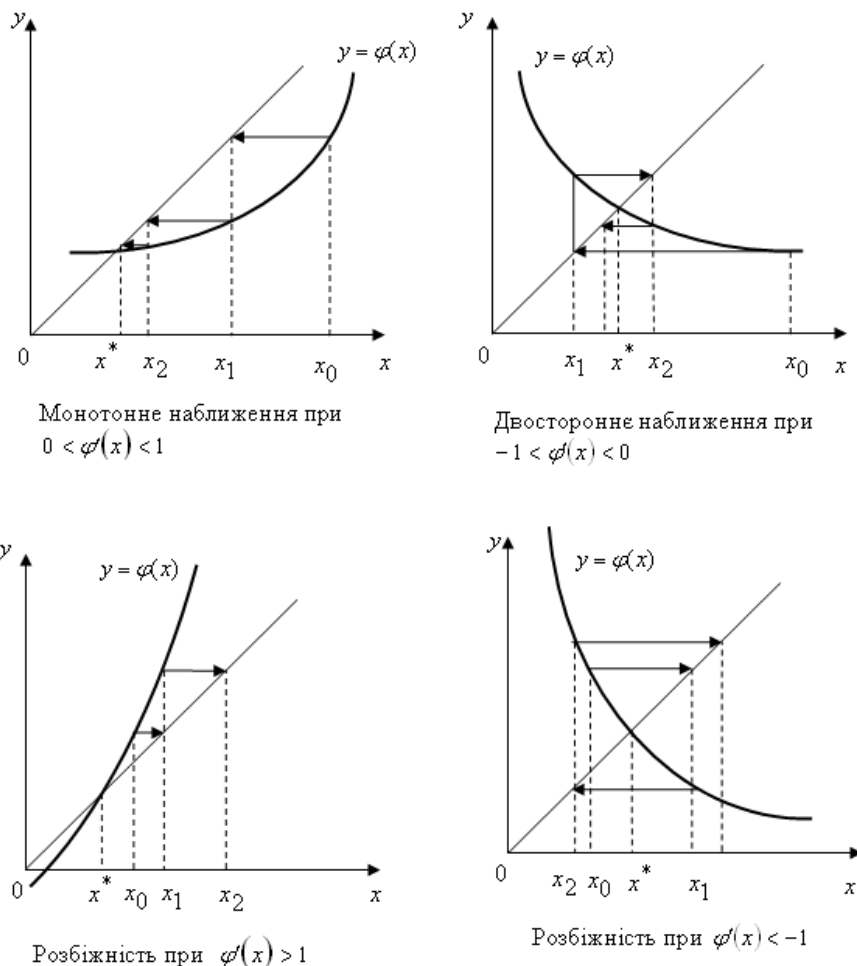 y
y = φ(x)
0
x* x₂ x₁ x₀ x
Монотонне наближення при
0 < φ′(x) < 1
y
y = φ(x)
0
x₁ x* x₂ x₀ x
Двостороннє наближення при
−1 < φ′(x) < 0
y
y = φ(x)
0
x* x₀ x₁ x₂ x
Розбіжність при φ′(x) > 1
y
y = φ(x)
0
x₂ x₀ x* x₁ x
Розбіжність при φ′(x) < −1